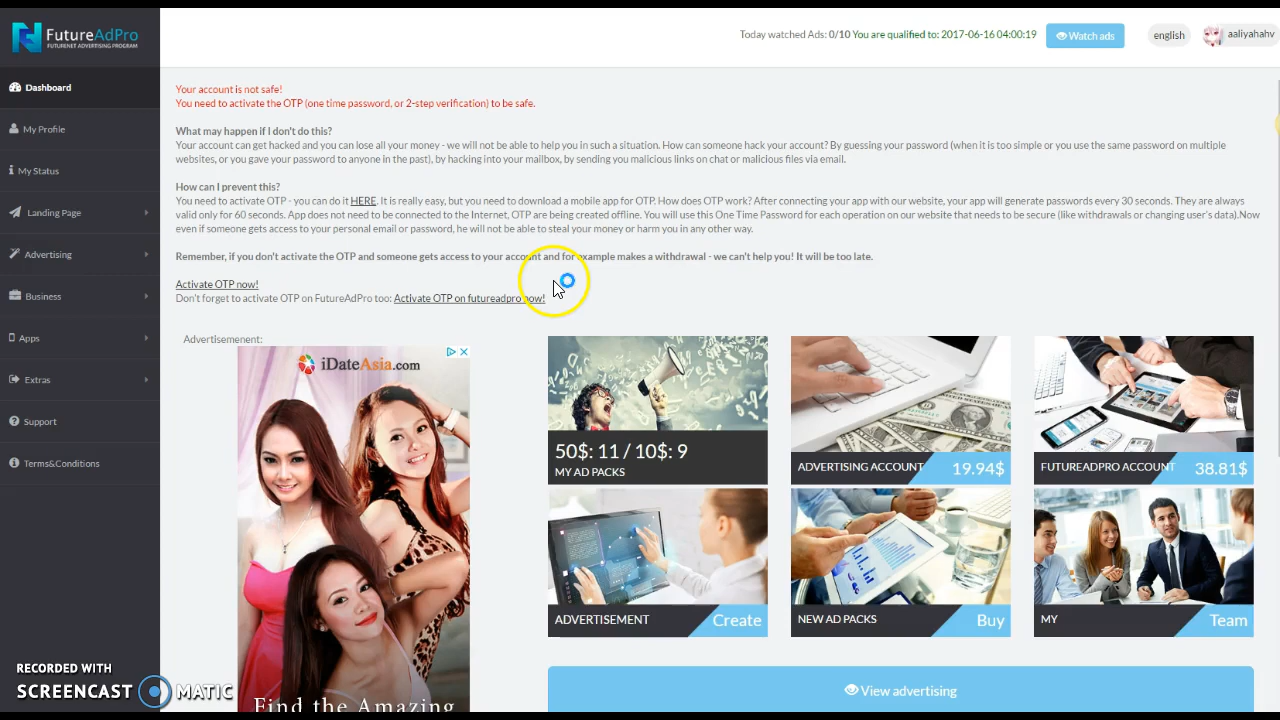 FutureAdPro
FUTURENET ADVERTISING PROGRAM
Today watched Ads: 0/10 You are qualified to: 2017-06-16 04:00:19
Watch ads
english
aaliyahahv
Dashboard
My Profile
My Status
Landing Page
Advertising
Business
Apps
Extras
Support
Terms&Conditions
Your account is not safe!
You need to activate the OTP (one time password, or 2-step verification) to be safe.
What may happen if I don't do this?
Your account can get hacked and you can lose all your money - we will not be able to help you in such a situation. How can someone hack your account? By guessing your password (when it is too simple or you use the same password on multiple
websites, or you gave your password to anyone in the past), by hacking into your mailbox, by sending you malicious links on chat or malicious files via email.
How can I prevent this?
You need to activate OTP - you can do it HERE. It is really easy, but you need to download a mobile app for OTP. How does OTP work? After connecting your app with our website, your app will generate passwords every 30 seconds. They are always
valid only for 60 seconds. App does not need to be connected to the Internet, OTP are being created offline. You will use this One Time Password for each operation on our website that needs to be secure (like withdrawals or changing user's data).Now
even if someone gets access to your personal email or password, he will not be able to steal your money or harm you in any other way.
Remember, if you don't activate the OTP and someone gets access to your account and for example makes a withdrawal - we can't help you! It will be too late.
Activate OTP now!
Don't forget to activate OTP on FutureAdPro too: Activate OTP on futureadpro now!
Advertisemement:
iDateAsia.com
Find the Amazing
50$: 11 / 10$: 9
MY AD PACKS
ADVERTISING ACCOUNT 19.94$
FUTUREADPRO ACCOUNT 38.81$
ADVERTISEMENT Create
NEW AD PACKS Buy
MY Team
View advertising
RECORDED WITH
SCREENCAST MATIC